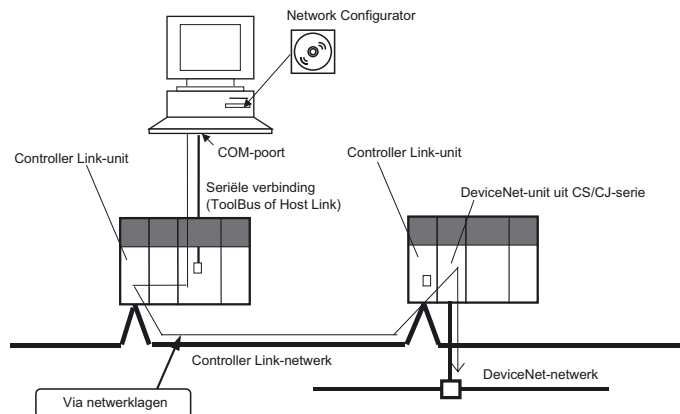 Network Configurator
COM-poort
Controller Link-unit
Controller Link-unit
Seriële verbinding
(ToolBus of Host Link)
DeviceNet-unit uit CS/CJ-serie
Controller Link-netwerk
DeviceNet-netwerk
Via netwerklagen